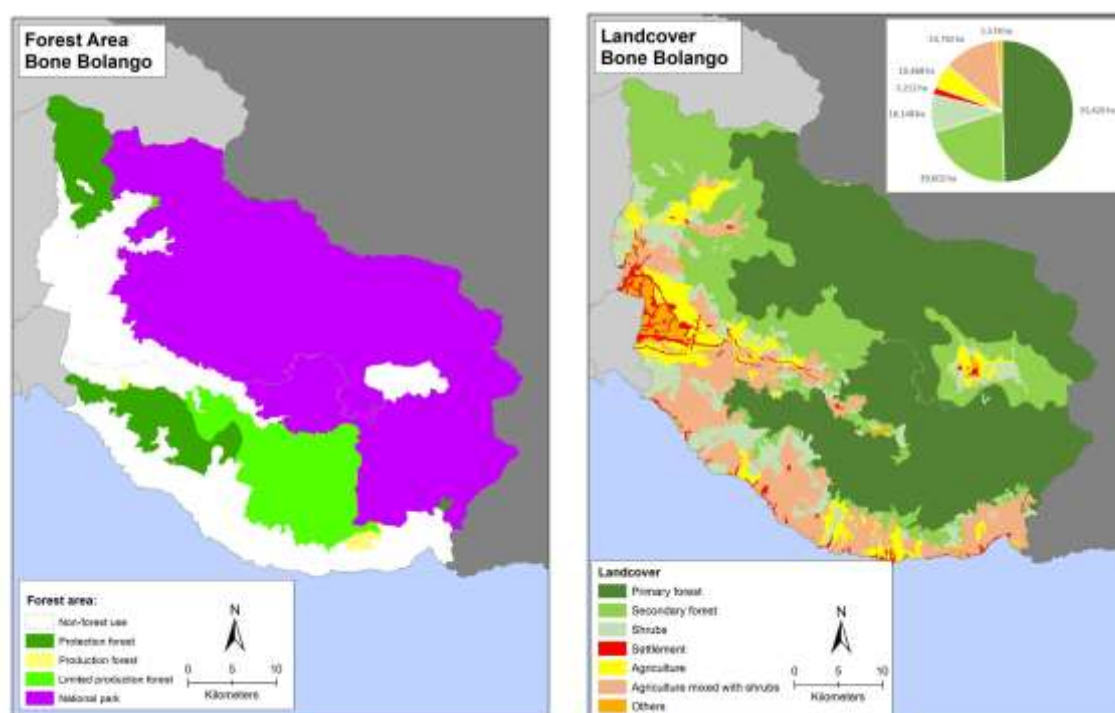 Forest Area
Bone Bolango
Forest area:
Non-forest use
Protection forest
Production forest
Limited production forest
National park
N
0 5 10
Kilometers
Landcover
Bone Bolango
Landcover
Primary forest
Secondary forest
Shrubs
Settlement
Agriculture
Agriculture mixed with shrubs
Others
N
0 5 10
Kilometers